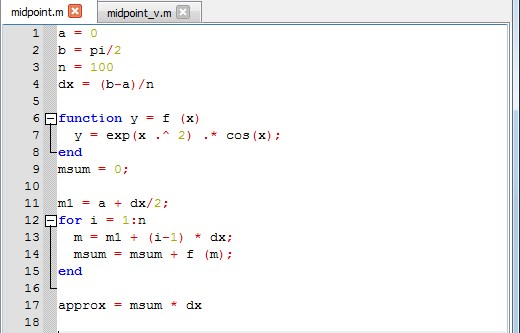 midpoint.m midpoint_v.m
1 a = 0
2 b = pi/2
3 n = 100
4 dx = (b-a)/n
5
6 function y = f (x)
7 y = exp(x .^ 2) .* cos(x);
8 end
9 msum = 0;
10
11 m1 = a + dx/2;
12 for i = 1:n
13 m = m1 + (i-1) * dx;
14 msum = msum + f (m);
15 end
16
17 approx = msum * dx
18